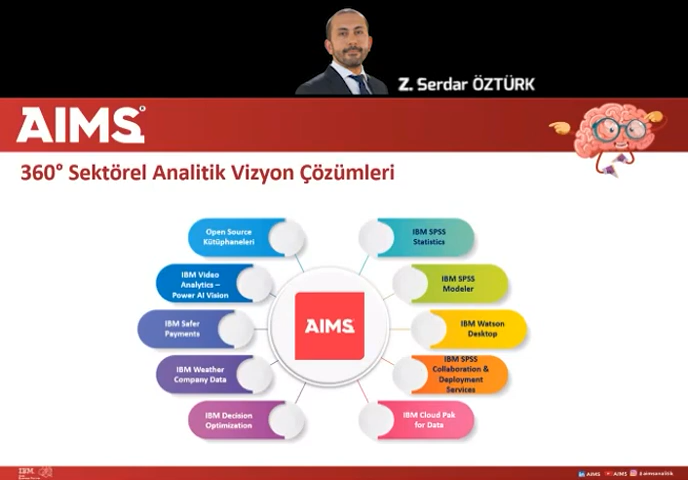 Z. Serdar ÖZTÜRK
AIMS
360° Sektörel Analitik Vizyon Çözümleri
Open Source
Kütüphaneleri
IBM Video
Analytics –
Power AI Vision
IBM Safer
Payments
IBM Weather
Company Data
IBM Decision
Optimization
AIMS
IBM SPSS
Statistics
IBM SPSS
Modeler
IBM Watson
Desktop
IBM SPSS
Collaboration &
Deployment
Services
IBM Cloud Pak
for Data
IBM
AIMS AIMS aimsanalitik